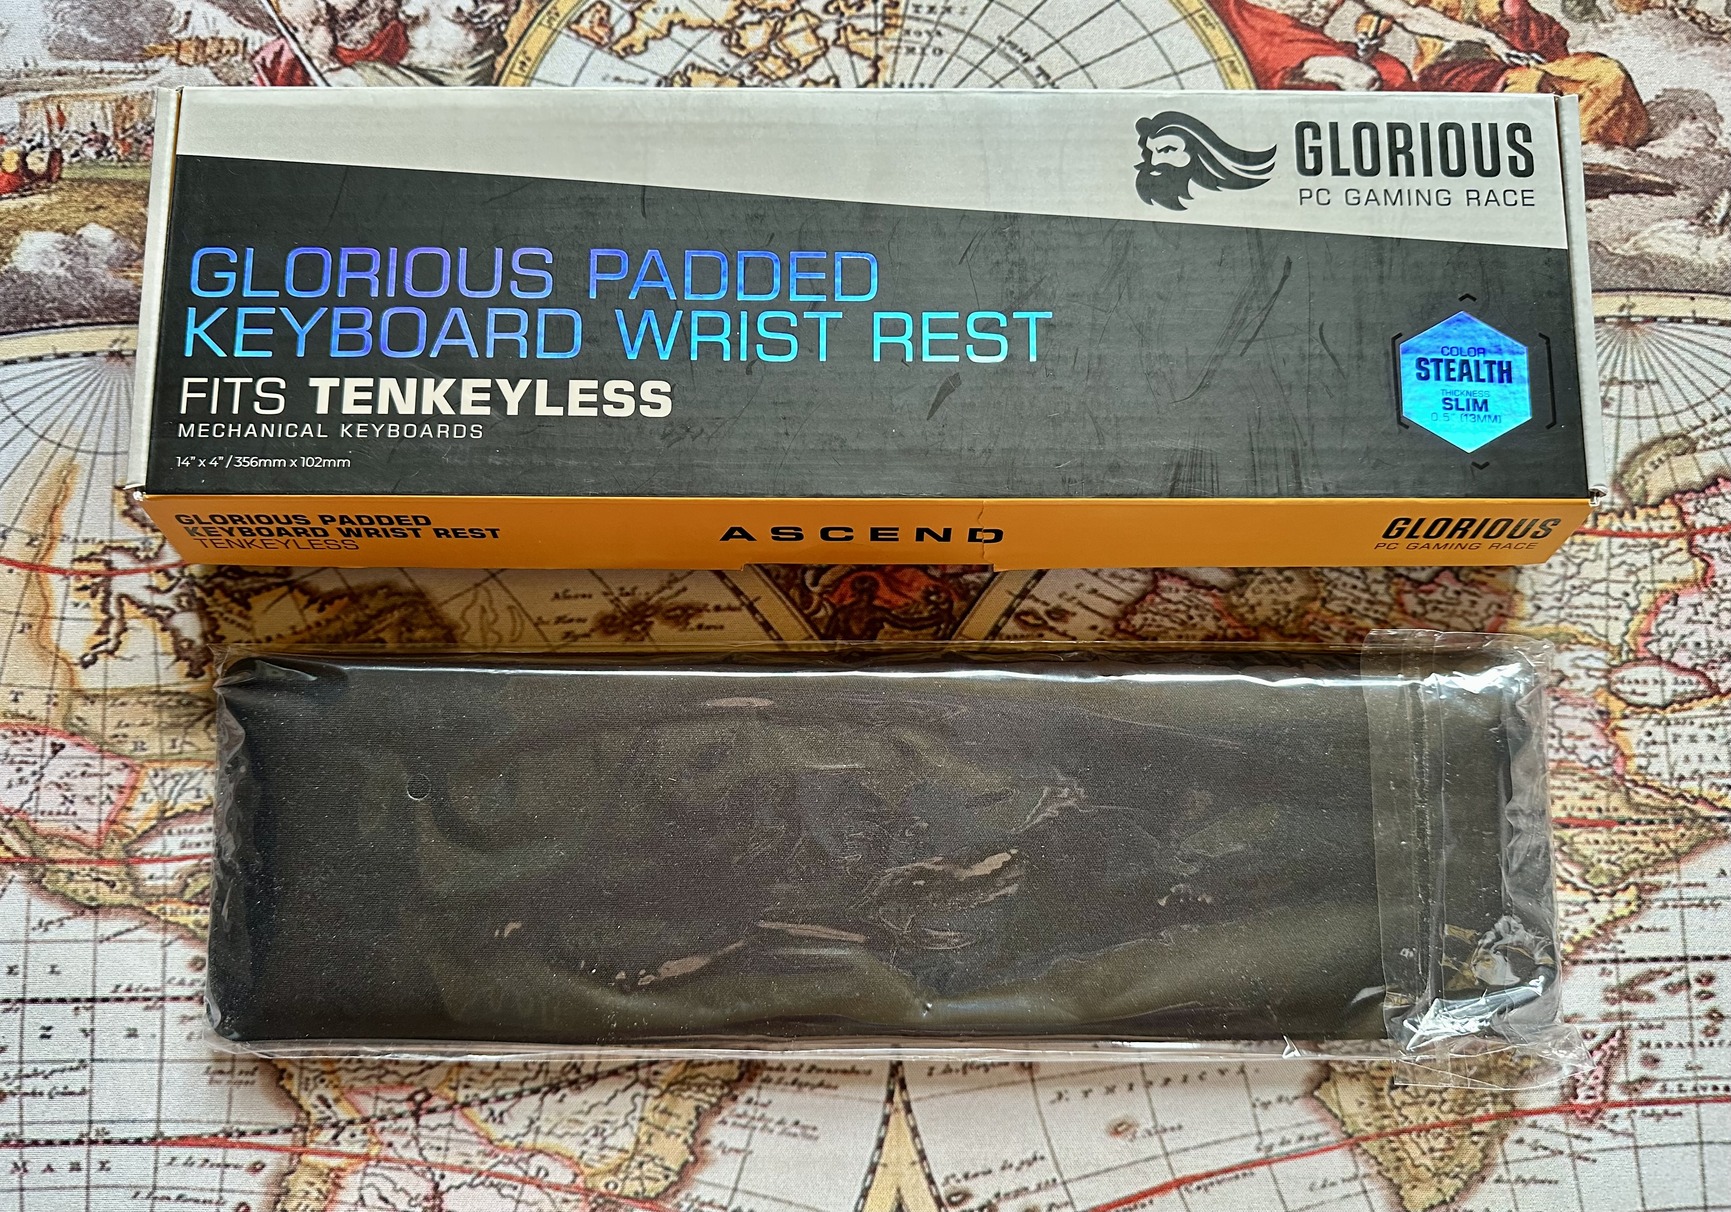 GLORIOUS
PC GAMING RACE
GLORIOUS PADDED
KEYBOARD WRIST REST
FITS TENKEYLESS
MECHANICAL KEYBOARDS
14" x 4" / 356mm x 102mm
COLOR
STEALTH
THICKNESS
SLIM
0.5" (13MM)
GLORIOUS PADDED
KEYBOARD WRIST REST
TENKEYLESS
ASCEND
GLORIOUS
PC GAMING RACE